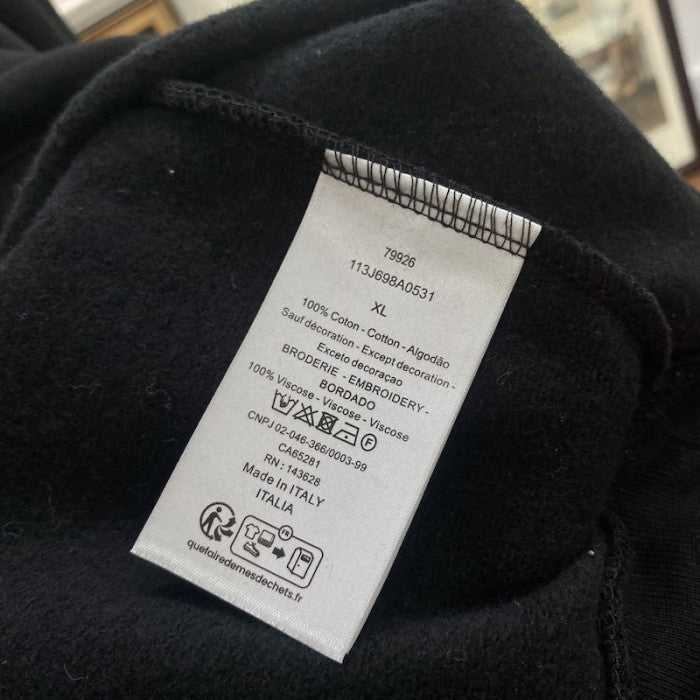 79926
113J698A0531
XL
100% Coton - Cotton - Algodão
Sauf décoration - Except decoration -
Exceto decoraçao
BRODERIE - EMBROIDERY -
BORDADO
100% Viscose - Viscose - Viscose
F
CNPJ 02-046-366/0003-99
CA65281
RN : 143628
Made in ITALY
ITALIA
FR
quefairedemesdechets.fr